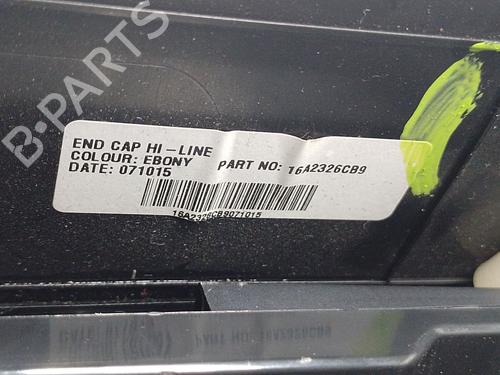 B-PARTS
END CAP HI-LINE
COLOUR: EBONY PART NO: 16A2326CB9
DATE: 071015
16A2326CB9071015